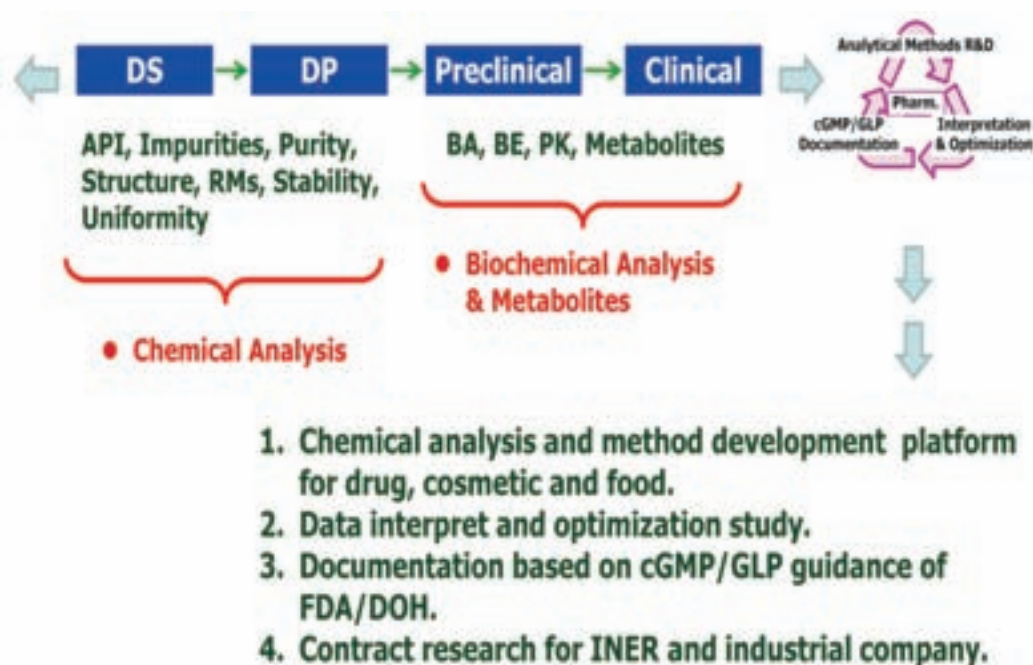 DS
DP
Preclinical
Clinical
Analytical Methods R&D
Pharm.
cGMP/GLP
Documentation
Interpretation
& Optimization
API, Impurities, Purity,
Structure, RMs, Stability,
Uniformity
BA, BE, PK, Metabolites
• Biochemical Analysis
& Metabolites
• Chemical Analysis
1. Chemical analysis and method development platform
for drug, cosmetic and food.
2. Data interpret and optimization study.
3. Documentation based on cGMP/GLP guidance of
FDA/DOH.
4. Contract research for INER and industrial company.